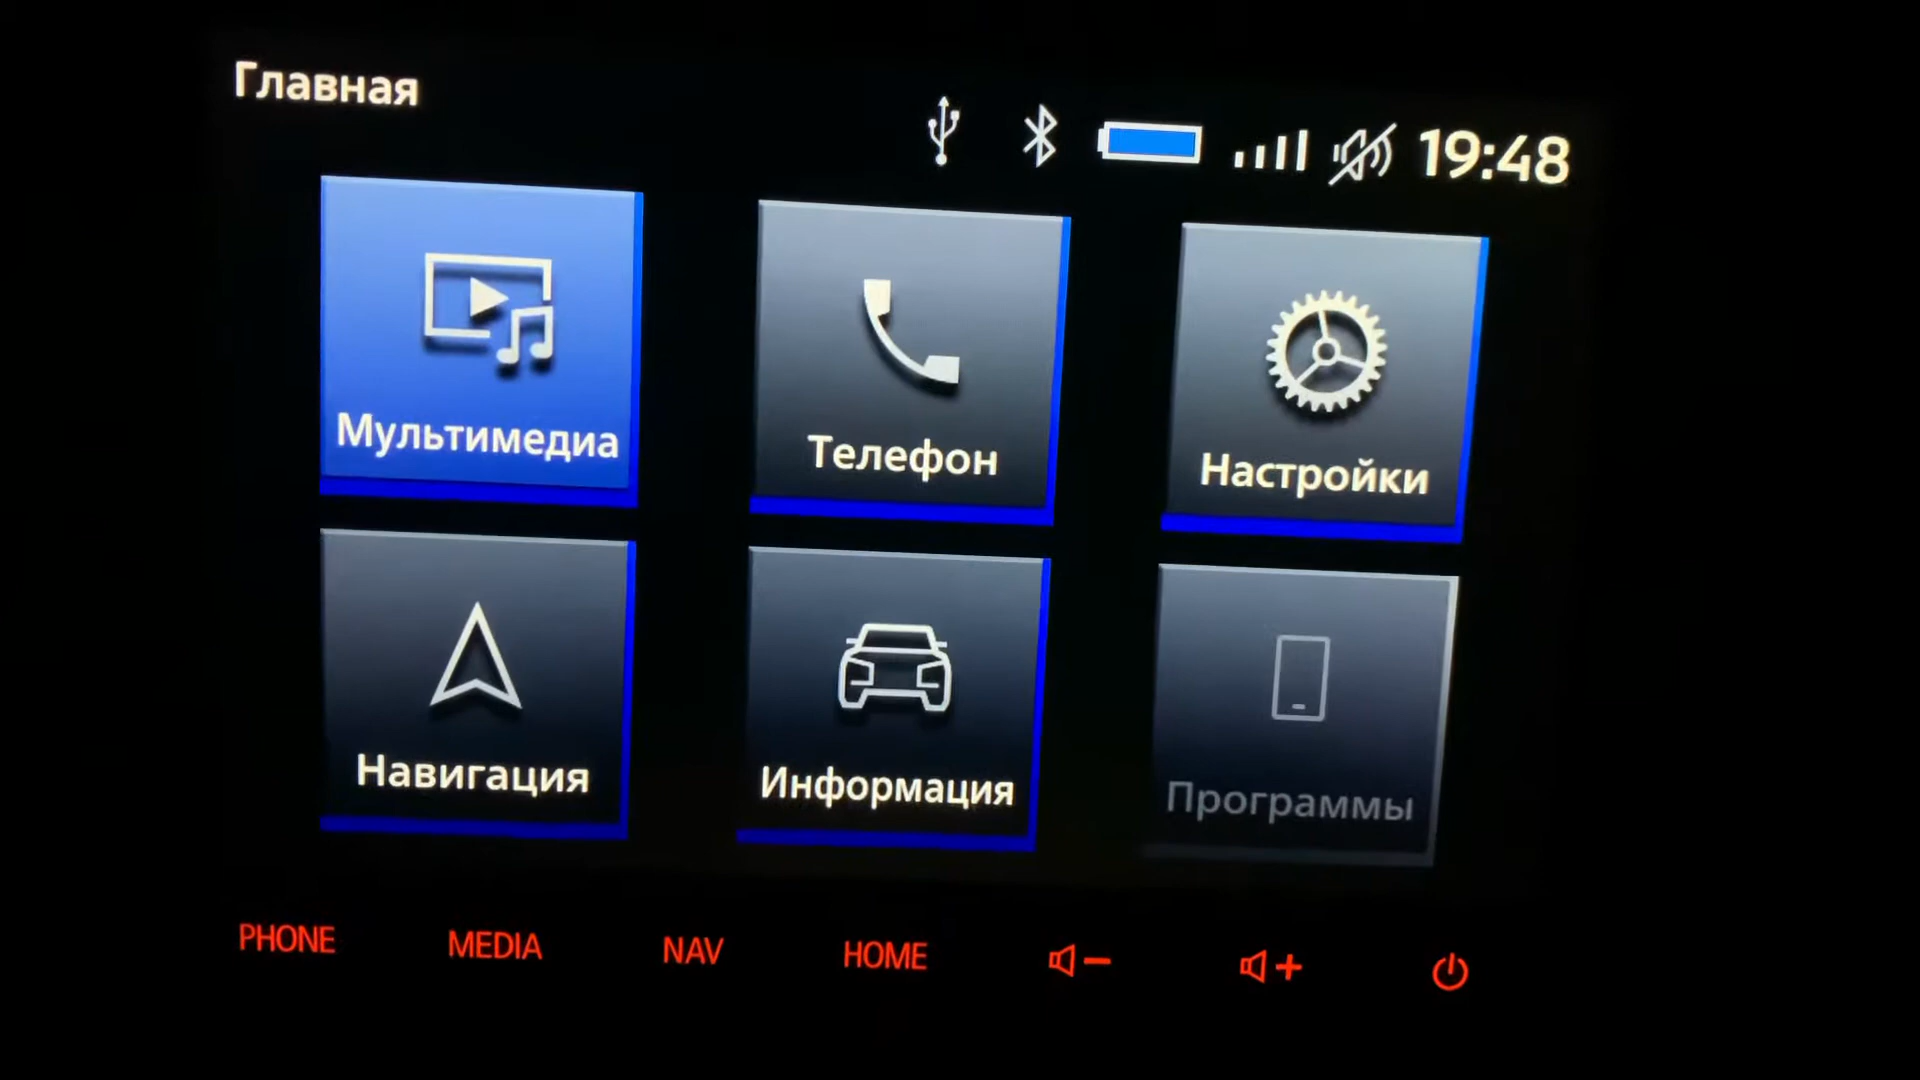 Главная
19:48
Мультимедиа
Телефон
Настройки
Навигация
Информация
Программы
PHONE
MEDIA
NAV
HOME